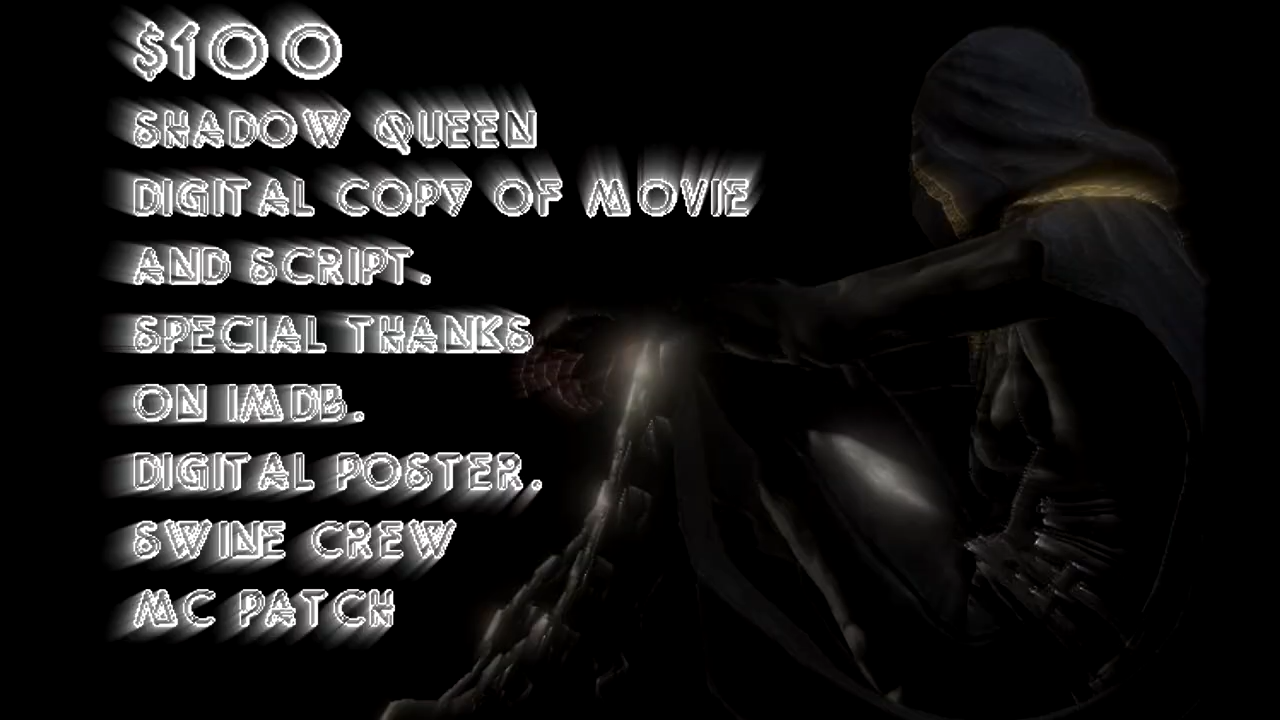 $100
SHADOW QUEEN
DIGITAL COPY OF MOVIE
AND SCRIPT.
SPECIAL THANKS
ON IMDB.
DIGITAL POSTER.
SWINE CREW
MC PATCH